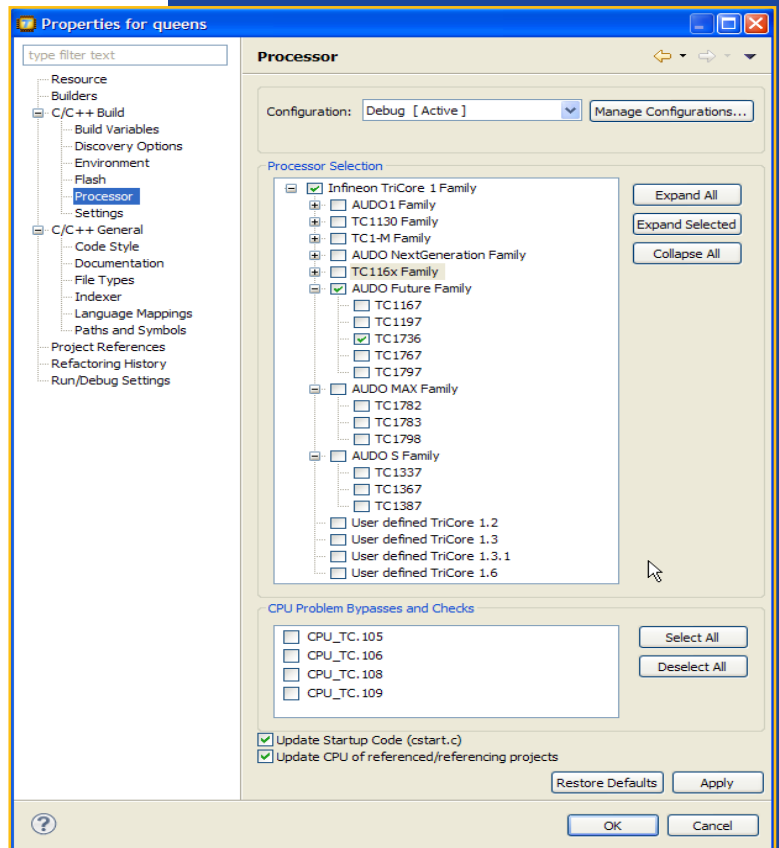 Properties for queens
type filter text
Resource
Builders
C/C++ Build
Build Variables
Discovery Options
Environment
Flash
Processor
Settings
C/C++ General
Code Style
Documentation
File Types
Indexer
Language Mappings
Paths and Symbols
Project References
Refactoring History
Run/Debug Settings
Processor
Configuration: Debug [ Active ] Manage Configurations...
Processor Selection
Infineon TriCore 1 Family
AUDO1 Family
TC1130 Family
TC1-M Family
AUDO NextGeneration Family
TC116x Family
AUDO Future Family
TC1167
TC1197
TC1736
TC1767
TC1797
AUDO MAX Family
TC1782
TC1783
TC1798
AUDO S Family
TC1337
TC1367
TC1387
User defined TriCore 1.2
User defined TriCore 1.3
User defined TriCore 1.3.1
User defined TriCore 1.6
Expand All
Expand Selected
Collapse All
CPU Problem Bypasses and Checks
CPU_TC.105
CPU_TC.106
CPU_TC.108
CPU_TC.109
Select All
Deselect All
Update Startup Code (cstart.c)
Update CPU of referenced/referencing projects
Restore Defaults Apply
? OK Cancel